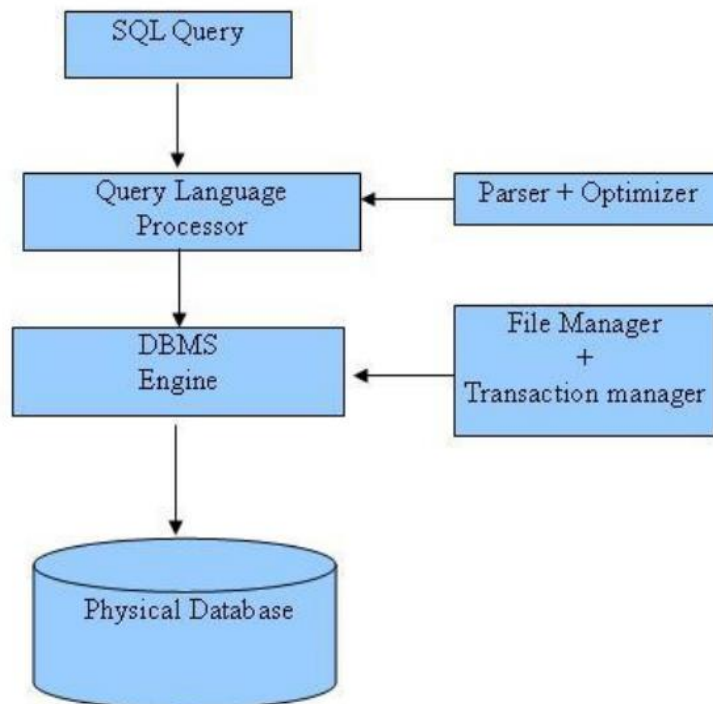 SQL Query
Query Language
Processor
Parser + Optimizer
DBMS
Engine
File Manager
+
Transaction manager
Physical Database